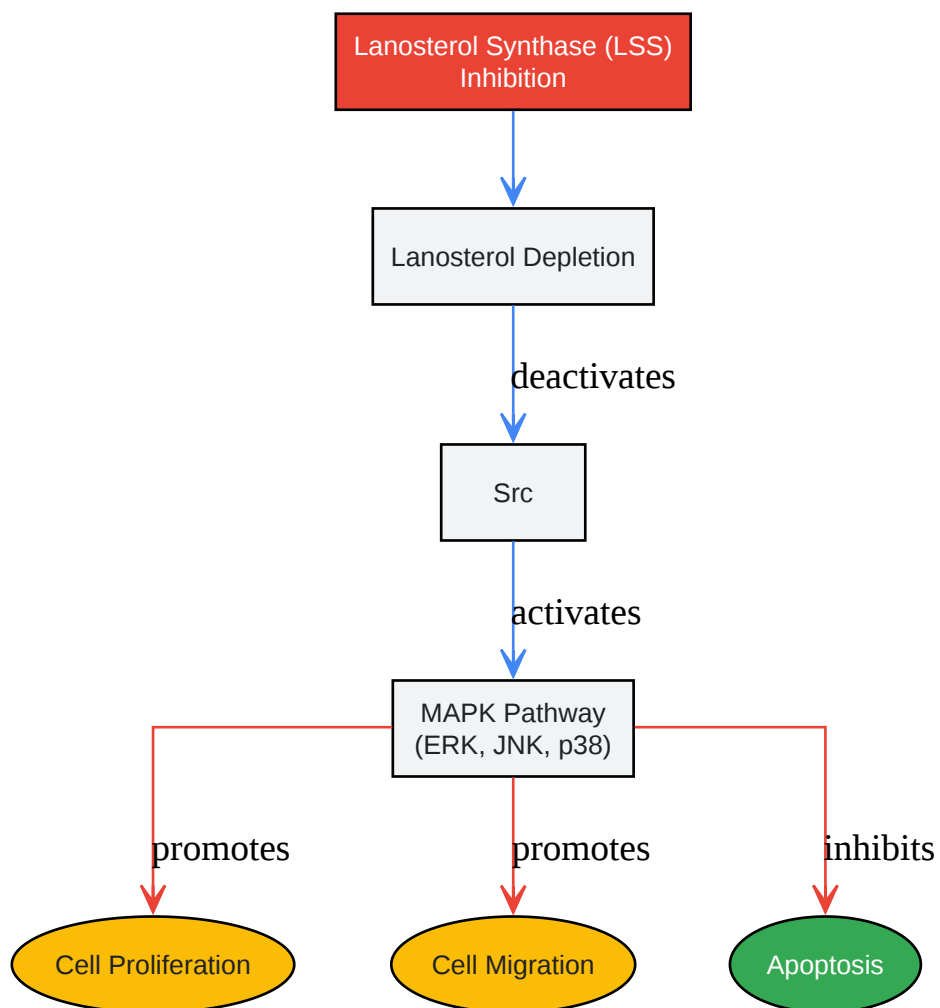 Lanosterol Synthase (LSS)
Inhibition
Lanosterol Depletion
deactivates
Src
activates
MAPK Pathway
(ERK, JNK, p38)
promotes
promotes
inhibits
Cell Proliferation
Cell Migration
Apoptosis